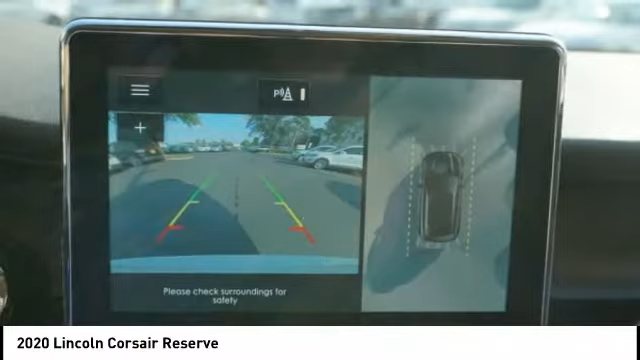 P
+
Please check surroundings for
safety
2020 Lincoln Corsair Reserve